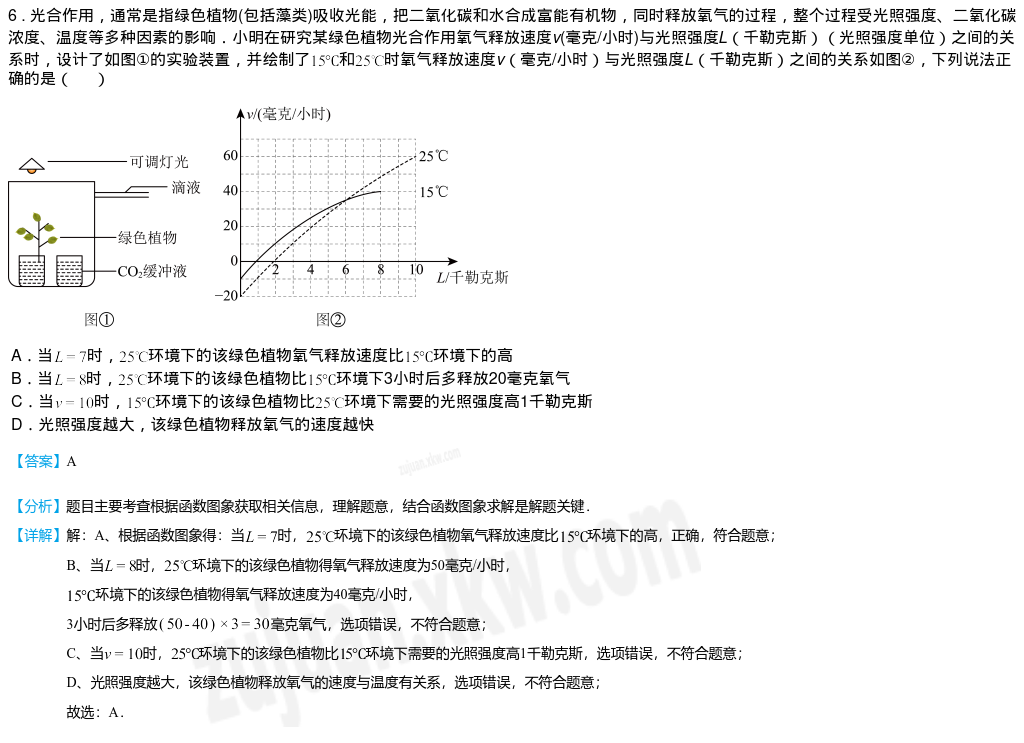 6．光合作用，通常是指绿色植物(包括藻类)吸收光能，把二氧化碳和水合成富能有机物，同时释放氧气的过程，整个过程受光照强度、二氧化碳
浓度、温度等多种因素的影响．小明在研究某绿色植物光合作用氧气释放速度v(毫克/小时)与光照强度L（千勒克斯）（光照强度单位）之间的关
系时，设计了如图①的实验装置，并绘制了15℃和25℃时氧气释放速度v（毫克/小时）与光照强度L（千勒克斯）之间的关系如图②，下列说法正
确的是（　　）
v/(毫克/小时)
60
40
20
0
−20
2
4
6
8
10
25℃
15℃
L/千勒克斯
可调灯光
滴液
绿色植物
CO₂缓冲液
图①
图②
A．当L = 7时，25℃环境下的该绿色植物氧气释放速度比15℃环境下的高
B．当L = 8时，25℃环境下的该绿色植物比15℃环境下3小时后多释放20毫克氧气
C．当v = 10时，15℃环境下的该绿色植物比25℃环境下需要的光照强度高1千勒克斯
D．光照强度越大，该绿色植物释放氧气的速度越快
【答案】A
zujuan.xkw.com
【分析】题目主要考查根据函数图象获取相关信息，理解题意，结合函数图象求解是解题关键．
【详解】解：A、根据函数图象得：当L = 7时，25℃环境下的该绿色植物氧气释放速度比15℃环境下的高，正确，符合题意；
B、当L = 8时，25℃环境下的该绿色植物得氧气释放速度为50毫克/小时，
15℃环境下的该绿色植物得氧气释放速度为40毫克/小时，
3小时后多释放( 50 - 40 ) × 3 = 30毫克氧气，选项错误，不符合题意；
C、当v = 10时，25℃环境下的该绿色植物比15℃环境下需要的光照强度高1千勒克斯，选项错误，不符合题意；
D、光照强度越大，该绿色植物释放氧气的速度与温度有关系，选项错误，不符合题意；
故选：A．
zujuan.xkw.com